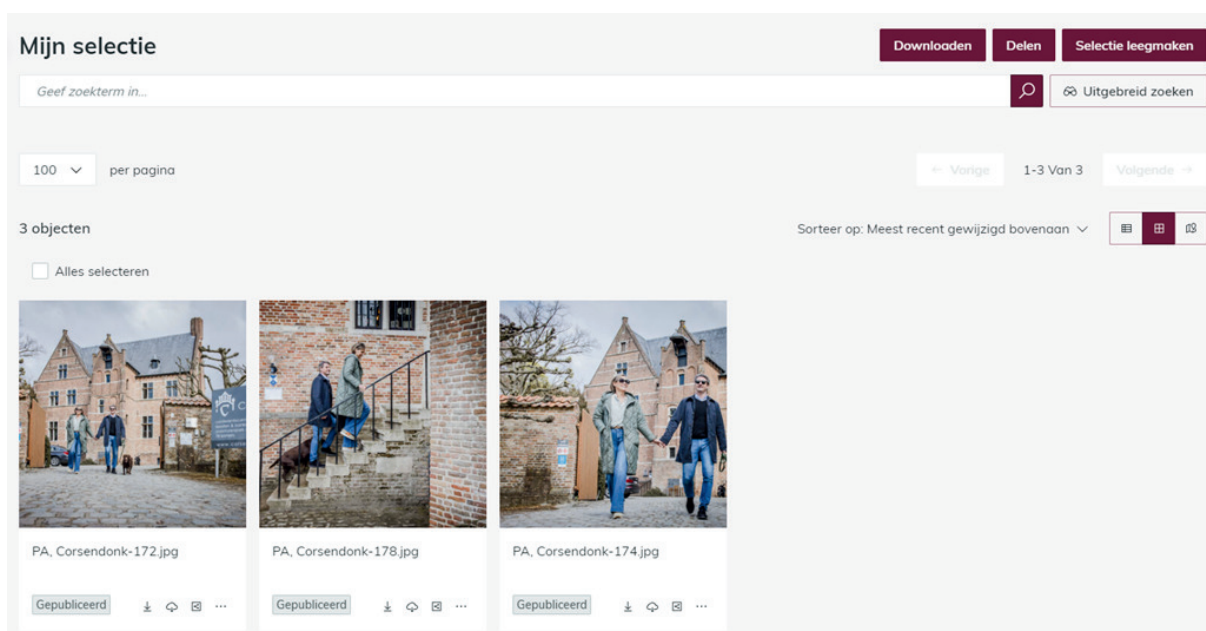 Mijn selectie
Downloaden
Delen
Selectie leegmaken
Geef zoekterm in...
Uitgebreid zoeken
100
per pagina
← Vorige
1-3 Van 3
Volgende →
3 objecten
Sorteer op: Meest recent gewijzigd bovenaan
Alles selecteren
PA, Corsendonk-172.jpg
PA, Corsendonk-178.jpg
PA, Corsendonk-174.jpg
Gepubliceerd
Gepubliceerd
Gepubliceerd